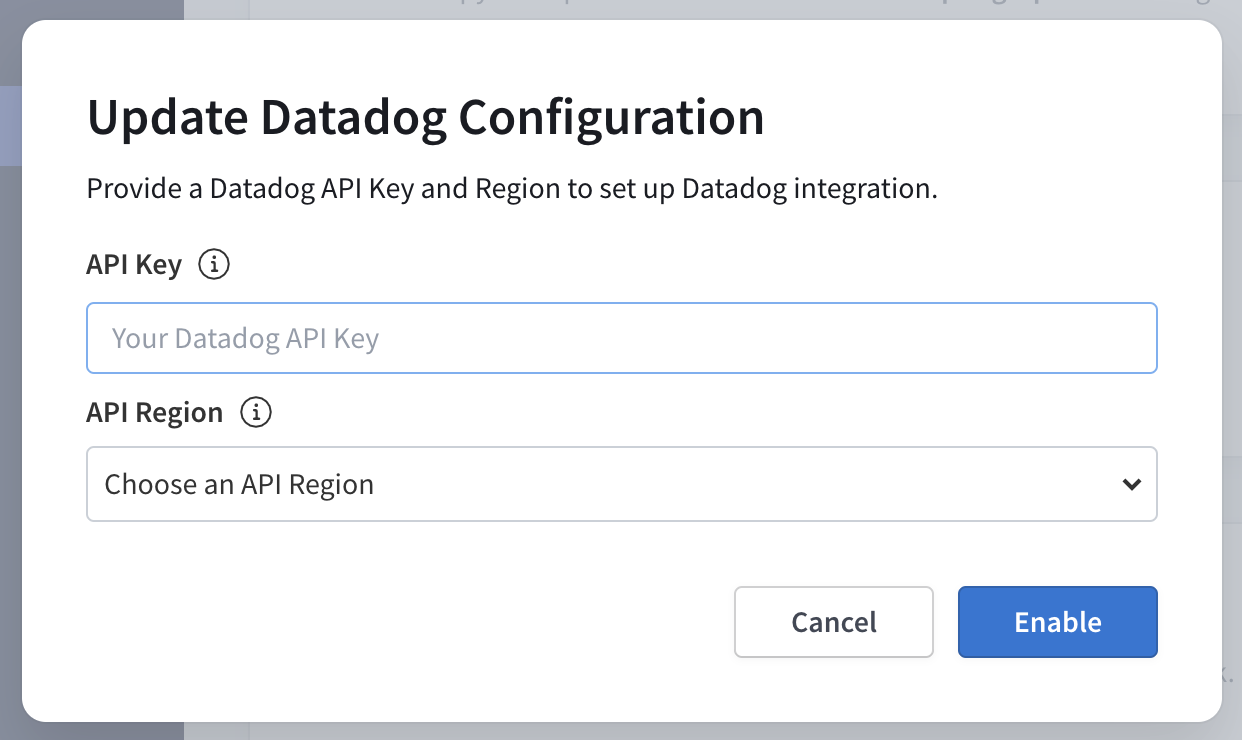 Update Datadog Configuration
Provide a Datadog API Key and Region to set up Datadog integration.
API Key
Your Datadog API Key
API Region
Choose an API Region
Cancel
Enable